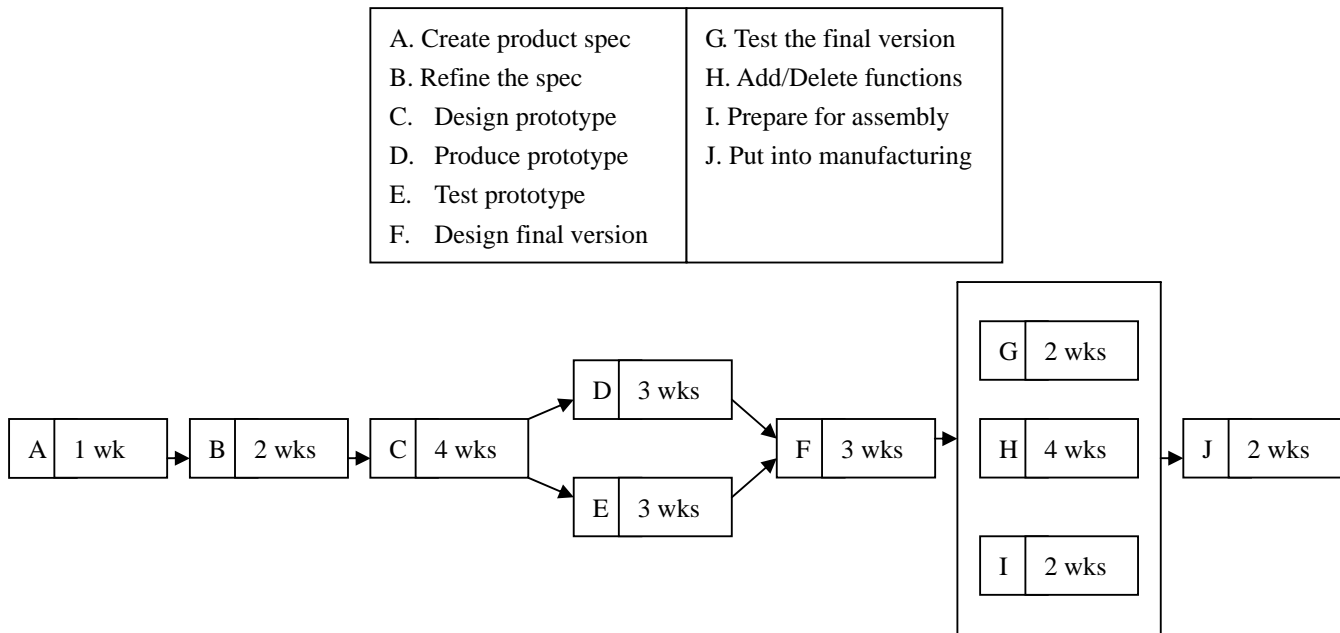 A. Create product spec
B. Refine the spec
C. Design prototype
D. Produce prototype
E. Test prototype
F. Design final version
G. Test the final version
H. Add/Delete functions
I. Prepare for assembly
J. Put into manufacturing
A 1 wk
B 2 wks
C 4 wks
D 3 wks
E 3 wks
F 3 wks
G 2 wks
H 4 wks
I 2 wks
J 2 wks